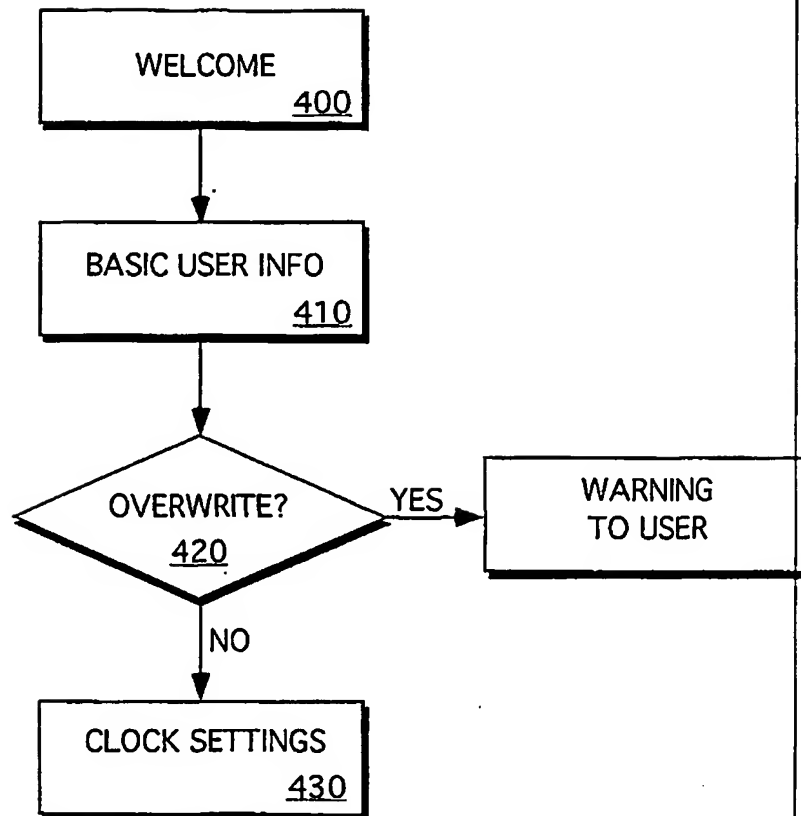 WELCOME
400
BASIC USER INFO
410
OVERWRITE?
420
YES
WARNING
TO USER
NO
CLOCK SETTINGS
430